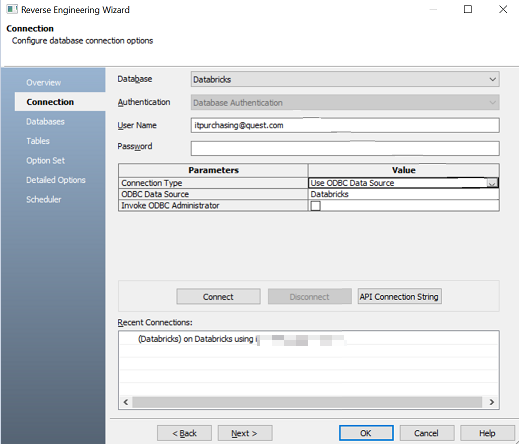 Reverse Engineering Wizard
Connection
Configure database connection options
Overview
Connection
Databases
Tables
Option Set
Detailed Options
Scheduler
Database
Databricks
Authentication
Database Authentication
User Name
itpurchasing@quest.com
Password
Parameters Value
Connection Type Use ODBC Data Source
ODBC Data Source Databricks
Invoke ODBC Administrator
Connect Disconnect API Connection String
Recent Connections:
(Databricks) on Databricks using
< Back Next > OK Cancel Help